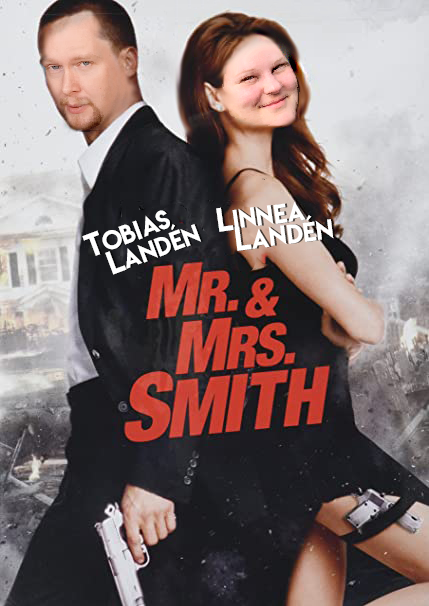 TOBIAS LINNEA
LANDÉN LANDÉN
MR. &
MRS.
SMITH